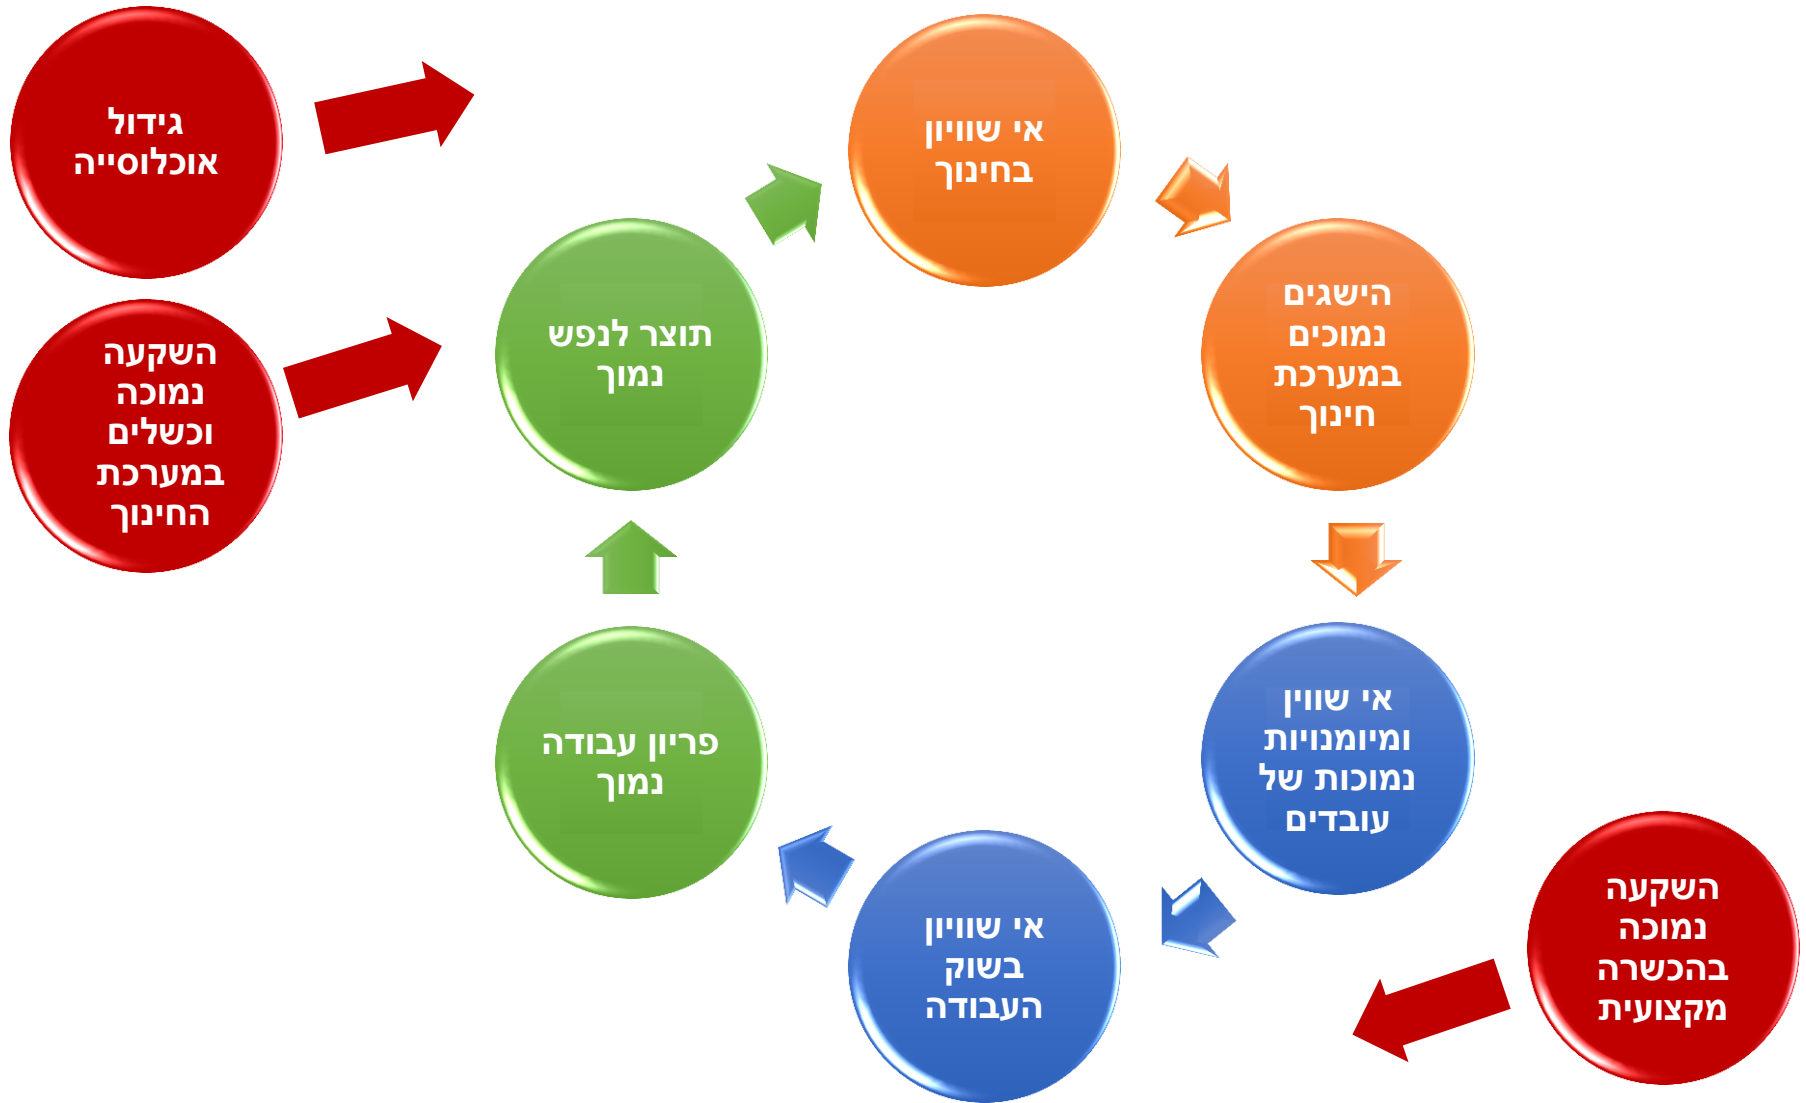 גידול
אוכלוסייה
השקעה
נמוכה
וכשלים
במערכת
החינוך
אי שוויון
בחינוך
הישגים
נמוכים
במערכת
חינוך
אי שווין
ומיומנויות
נמוכות של
עובדים
השקעה
נמוכה
בהכשרה
מקצועית
אי שוויון
בשוק
העבודה
פריון עבודה
נמוך
תוצר לנפש
נמוך